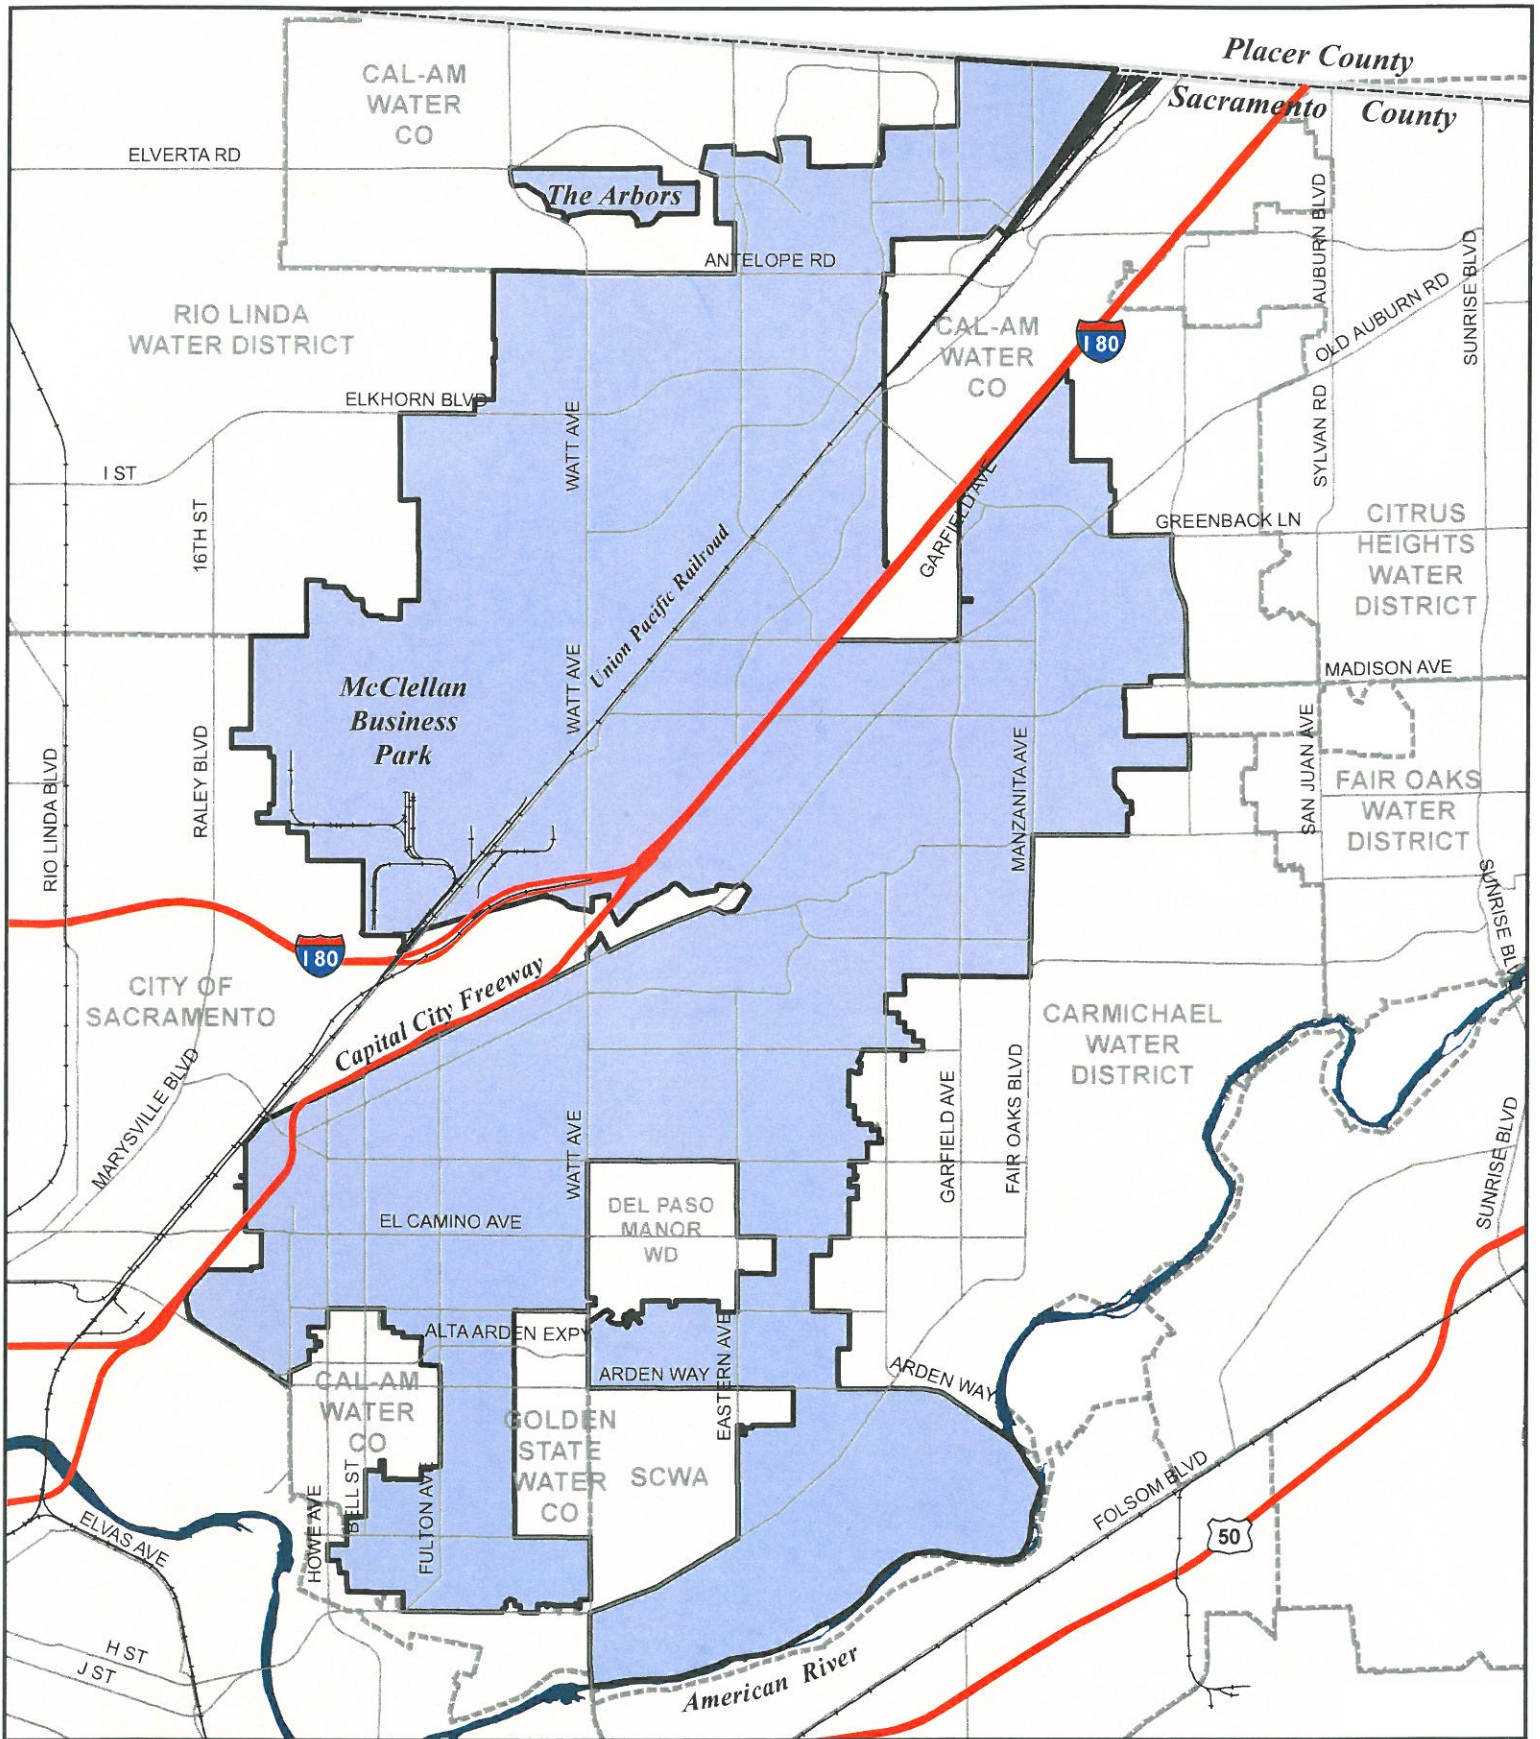 Placer County
Sacramento County
CAL-AM
WATER
CO
ELVERTA RD
The Arbors
AUBURN BLVD
SUNRISE BLVD
ANTELOPE RD
OLD AUBURN RD
RIO LINDA
WATER DISTRICT
CAL-AM
WATER
CO
I 80
ELKHORN BLVD
WATT AVE
SYLVAN RD
I ST
GARFIELD AVE
16TH ST
GREENBACK LN
CITRUS
HEIGHTS
WATER
DISTRICT
Union Pacific Railroad
MADISON AVE
McClellan
Business
Park
WATT AVE
MANZANITA AVE
SAN JUAN AVE
RIO LINDA BLVD
RALEY BLVD
FAIR OAKS
WATER
DISTRICT
SUNRISE BLVD
I 80
CITY OF
SACRAMENTO
Capital City Freeway
CARMICHAEL
WATER
DISTRICT
MARYSVILLE BLVD
WATT AVE
GARFIELD AVE
FAIR OAKS BLVD
SUNRISE BLVD
DEL PASO
MANOR
WD
EL CAMINO AVE
ALTA ARDEN EXPY
ARDEN WAY
EASTERN AVE
ARDEN WAY
CAL-AM
WATER
CO
GOLDEN
STATE
WATER
CO
SCWA
FOLSOM BLVD
50
ELVAS AVE
HOWE AVE
BELL ST
FULTON AVE
H ST
J ST
American River